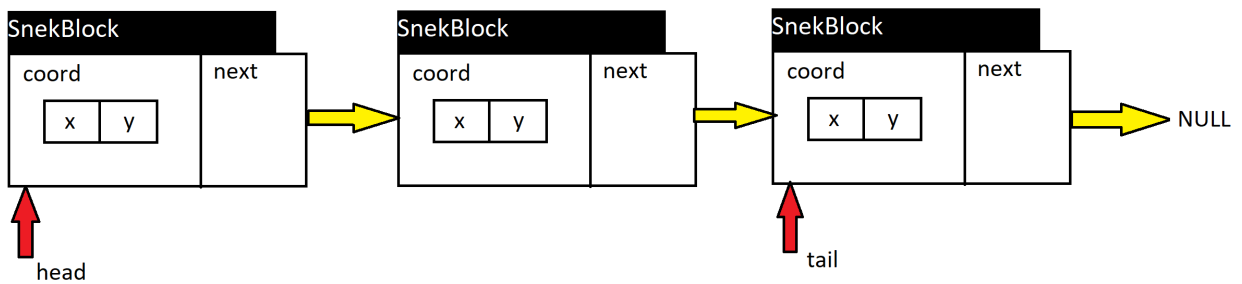 SnekBlock
coord
next
x y
head
SnekBlock
coord
next
x y
SnekBlock
coord
next
x y
tail
NULL